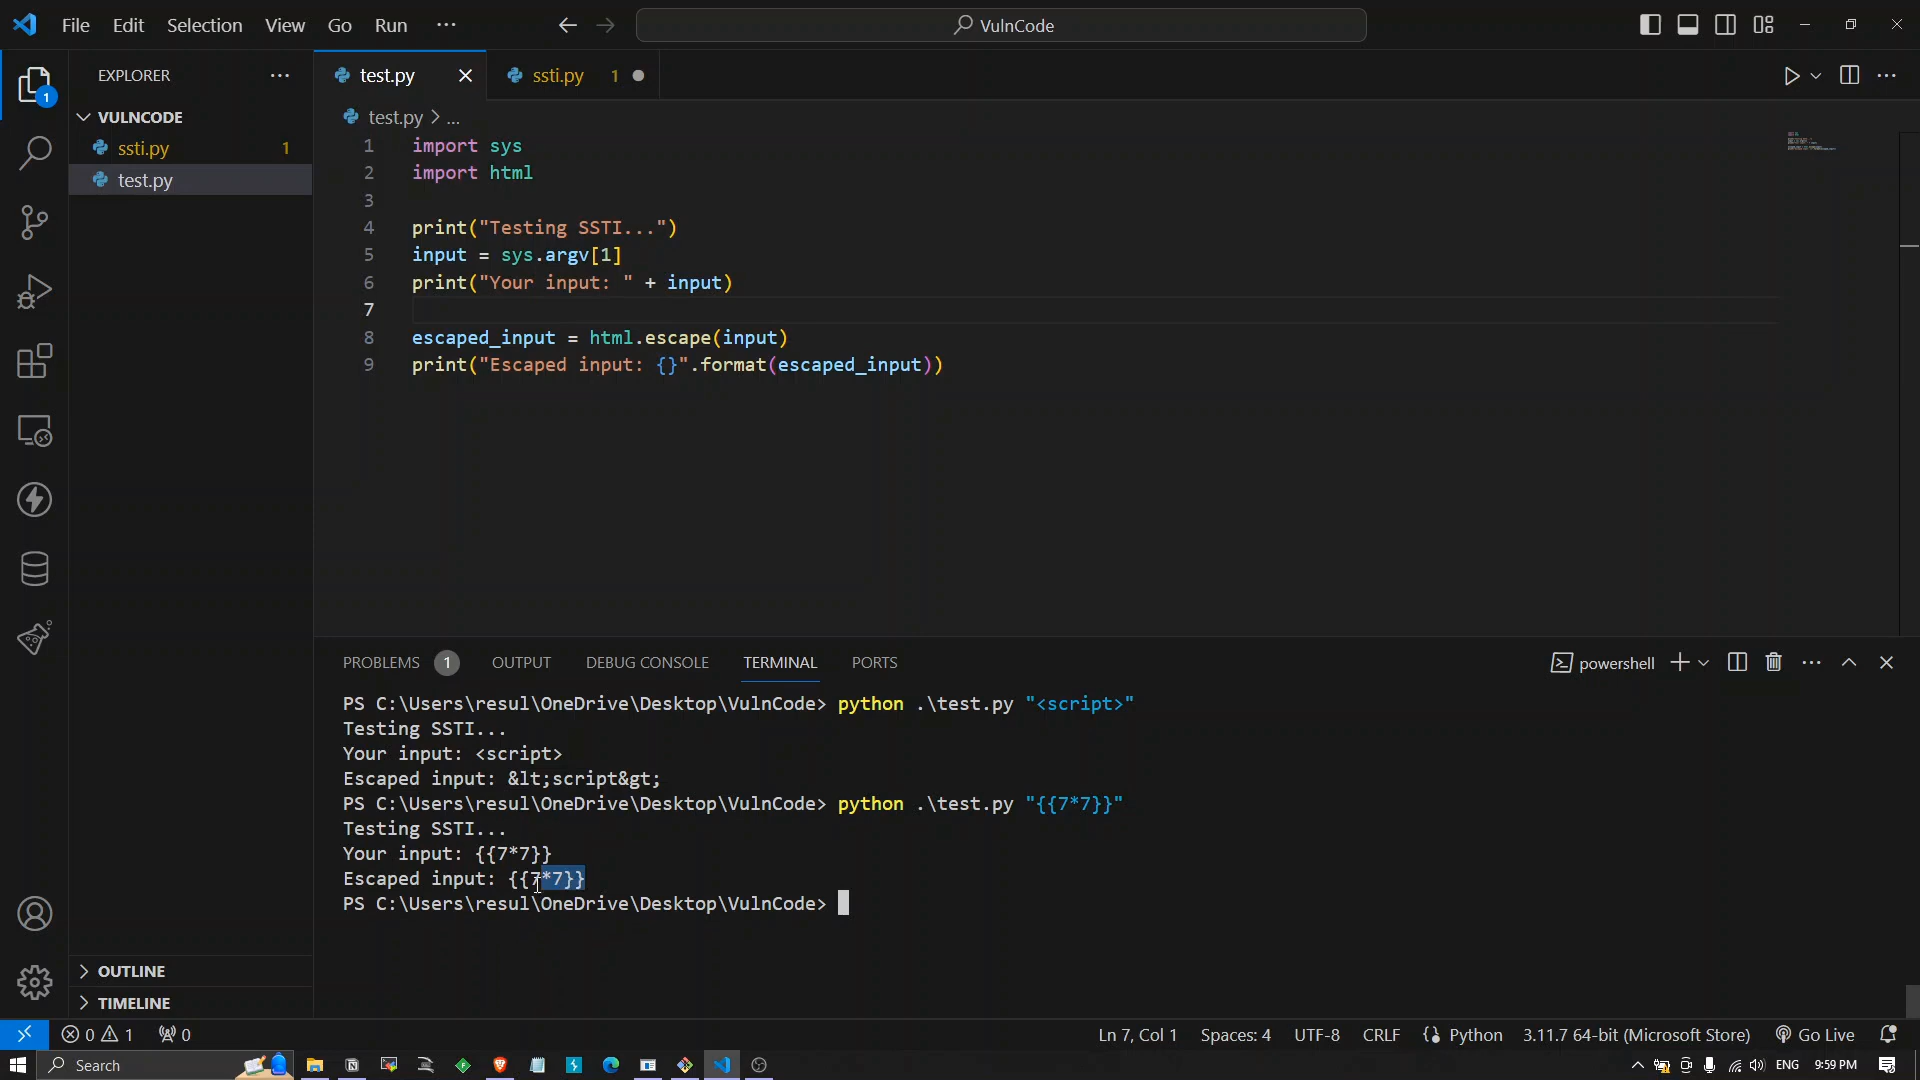 File Edit Selection View Go Run ...
VulnCode
EXPLORER ...
VULNCODE
ssti.py 1
test.py
1
test.py
ssti.py 1
test.py > ...
1 import sys
2 import html
3
4 print("Testing SSTI...")
5 input = sys.argv[1]
6 print("Your input: " + input)
7
8 escaped_input = html.escape(input)
9 print("Escaped input: {}".format(escaped_input))
PROBLEMS 1 OUTPUT DEBUG CONSOLE TERMINAL PORTS
powershell
PS C:\Users\resul\OneDrive\Desktop\VulnCode> python .\test.py "<script>"
Testing SSTI...
Your input: <script>
Escaped input: &lt;script&gt;
PS C:\Users\resul\OneDrive\Desktop\VulnCode> python .\test.py "{{7*7}}"
Testing SSTI...
Your input: {{7*7}}
Escaped input: {{7*7}}
PS C:\Users\resul\OneDrive\Desktop\VulnCode>
OUTLINE
TIMELINE
0 1 0
Ln 7, Col 1 Spaces: 4 UTF-8 CRLF Python 3.11.7 64-bit (Microsoft Store) Go Live
Search
ENG 9:59 PM